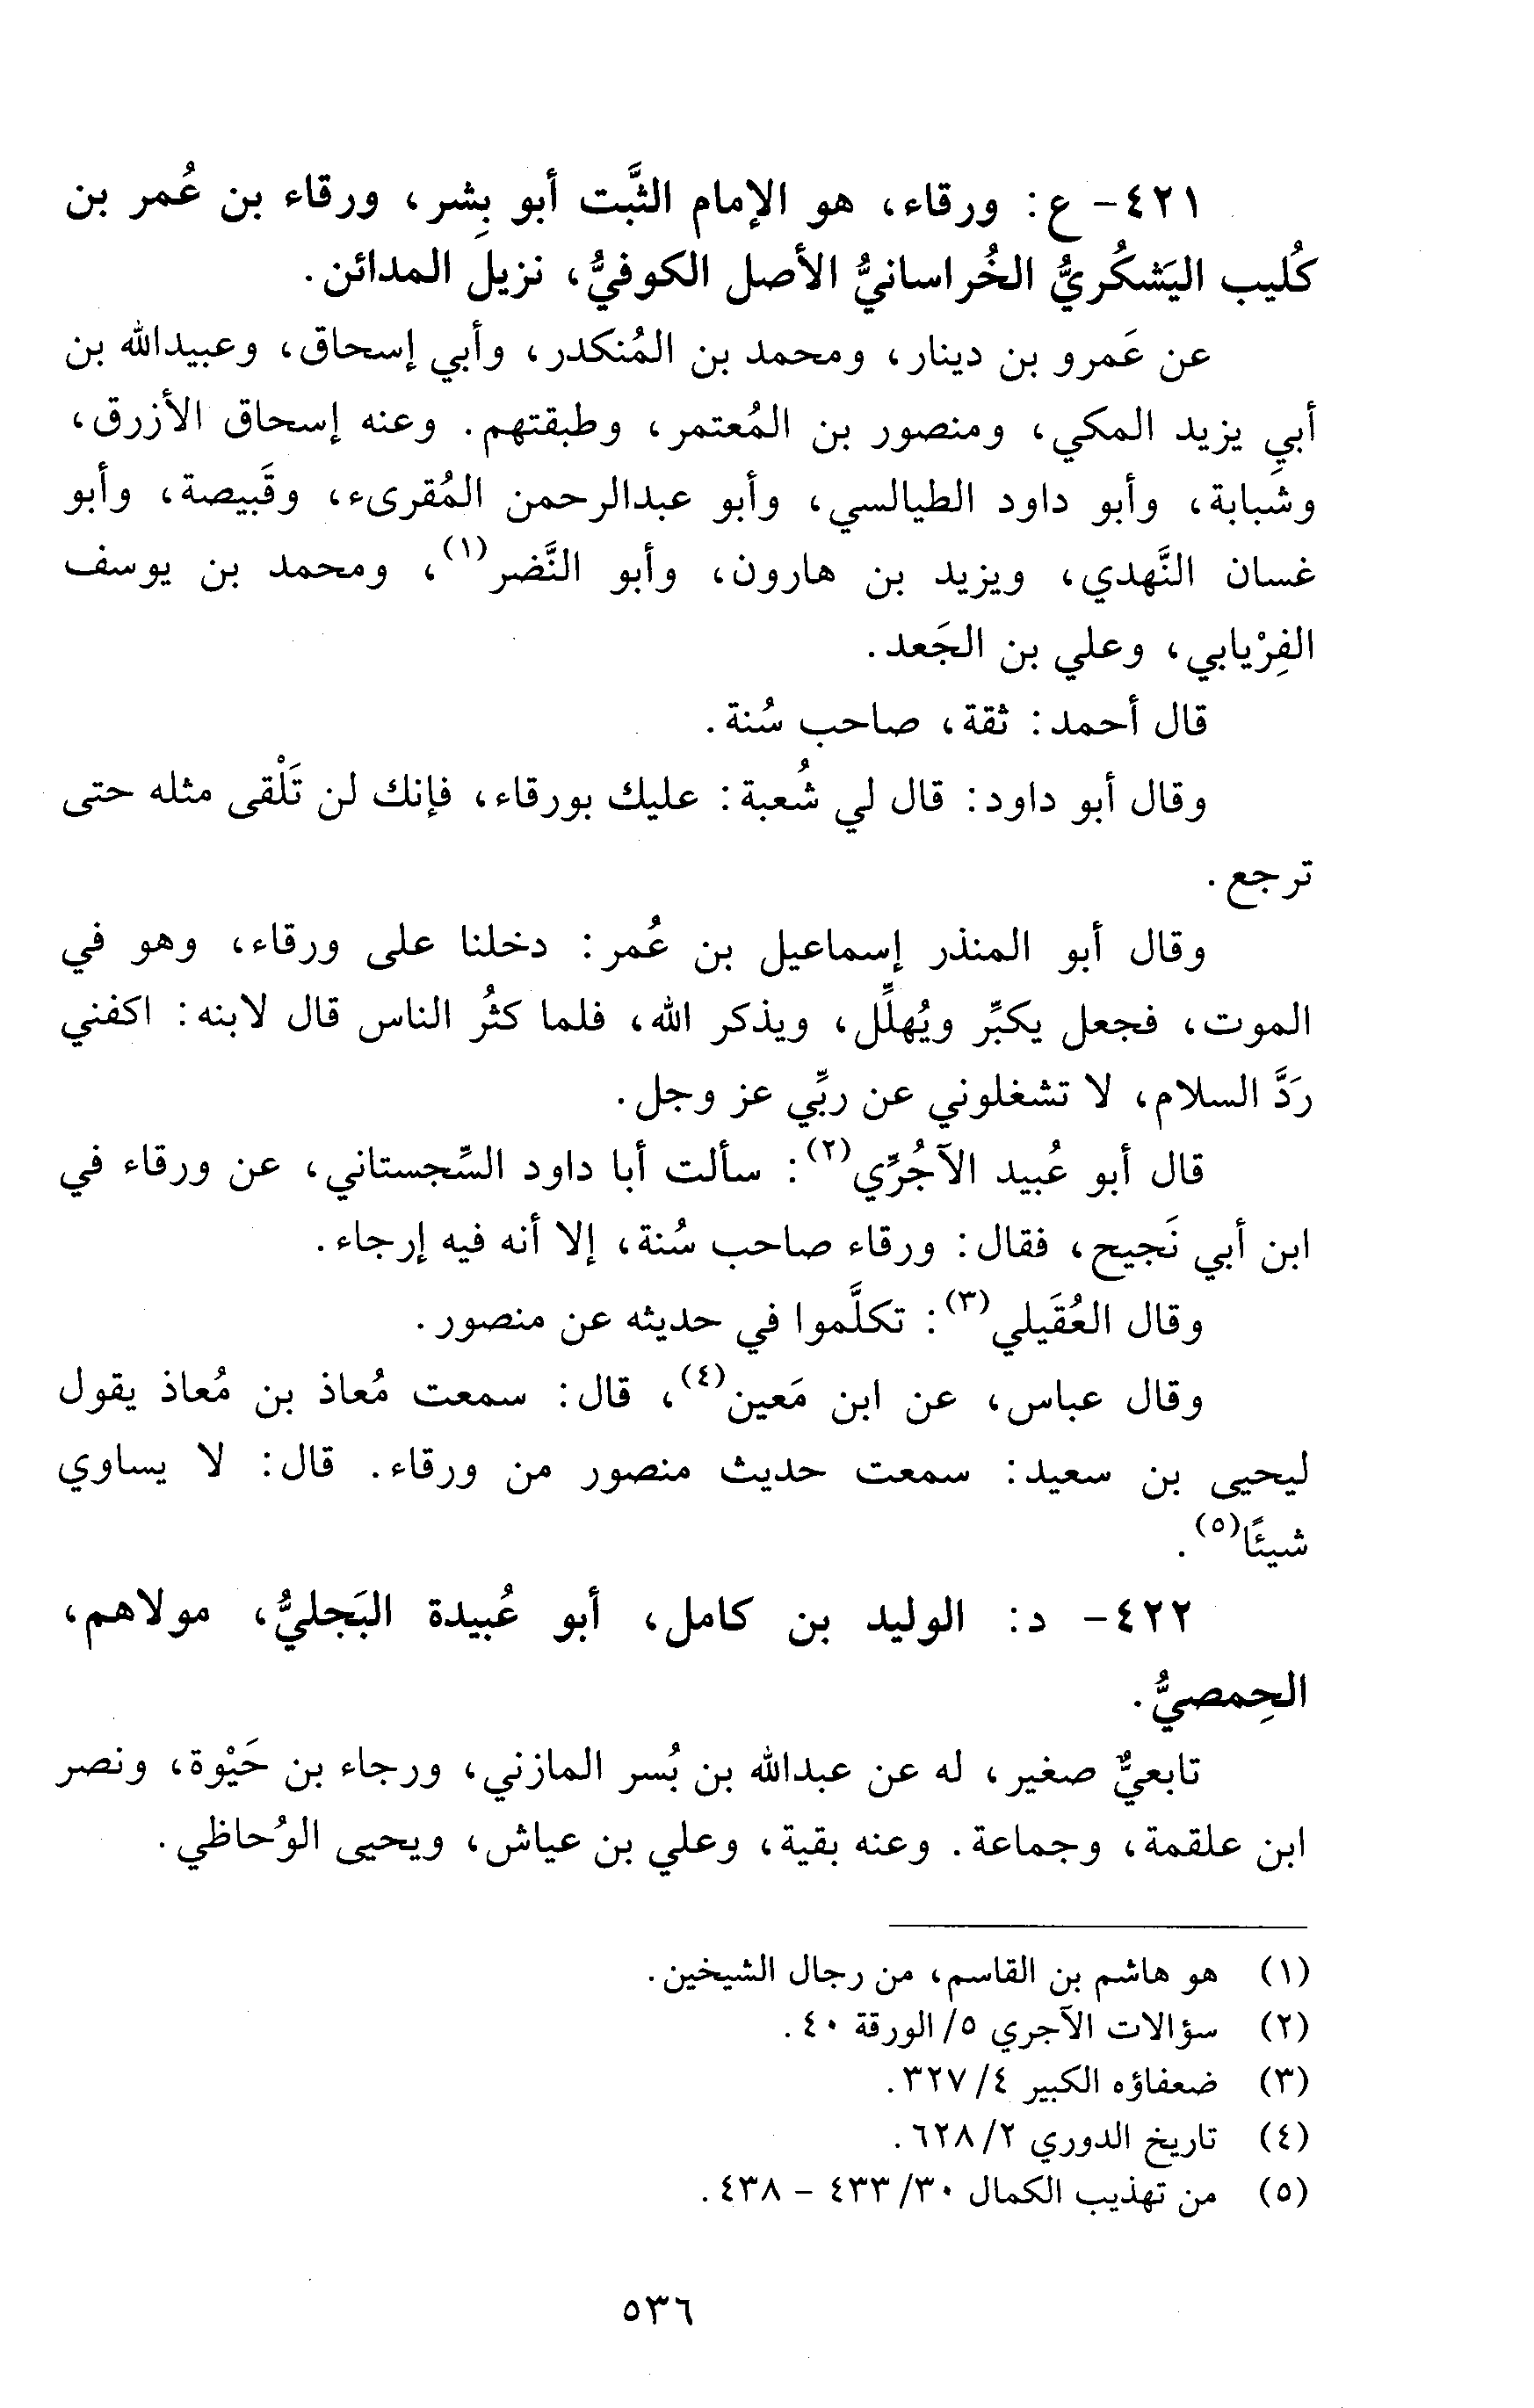 ٤٢١- ع: ورقاء، هو الإمام الثَّبت أبو بِشر، ورقاء بن عُمر بن
كُليب اليَشكُريُّ الخُراسانيُّ الأصل الكوفيُّ، نزيل المدائن.
عن عَمرو بن دينار، ومحمد بن المُنكدر، وأبي إسحاق، وعبيدالله بن
أبي يزيد المكي، ومنصور بن المُعتمر، وطبقتهم. وعنه إسحاق الأزرق،
وشَبابة، وأبو داود الطيالسي، وأبو عبدالرحمن المُقرىء، وقَبيصة، وأبو
غسان النَّهدي، ويزيد بن هارون، وأبو النَّضر(١)، ومحمد بن يوسف
الفِرْيابي، وعلي بن الجَعد.
قال أحمد: ثقة، صاحب سُنة.
وقال أبو داود: قال لي شُعبة: عليك بورقاء، فإنك لن تَلْقى مثله حتى
ترجع.
وقال أبو المنذر إسماعيل بن عُمر: دخلنا على ورقاء، وهو في
الموت، فجعل يكبِّر ويُهلِّل، ويذكر الله، فلما كثُر الناس قال لابنه: اكفني
رَدَّ السلام، لا تشغلوني عن ربِّي عز وجل.
قال أبو عُبيد الآجُرِّي(٢): سألت أبا داود السِّجستاني، عن ورقاء في
ابن أبي نَجيح، فقال: ورقاء صاحب سُنة، إلا أنه فيه إرجاء.
وقال العُقَيلي(٣): تكلَّموا في حديثه عن منصور.
وقال عباس، عن ابن مَعين(٤)، قال: سمعت مُعاذ بن مُعاذ يقول
ليحيى بن سعيد: سمعت حديث منصور من ورقاء. قال: لا يساوي
شيئًا(٥).
٤٢٢- د: الوليد بن كامل، أبو عُبيدة البَجليُّ، مولاهم،
الحِمصيُّ.
تابعيٌّ صغير، له عن عبدالله بن بُسر المازني، ورجاء بن حَيْوة، ونصر
ابن علقمة، وجماعة. وعنه بقية، وعلي بن عياش، ويحيى الوُحاظي.
(١) هو هاشم بن القاسم، من رجال الشيخين.
(٢) سؤالات الآجري ٥/ الورقة ٤٠.
(٣) ضعفاؤه الكبير ٤/ ٣٢٧.
(٤) تاريخ الدوري ٢/ ٦٢٨.
(٥) من تهذيب الكمال ٣٠/ ٤٣٣ - ٤٣٨.
٥٣٦